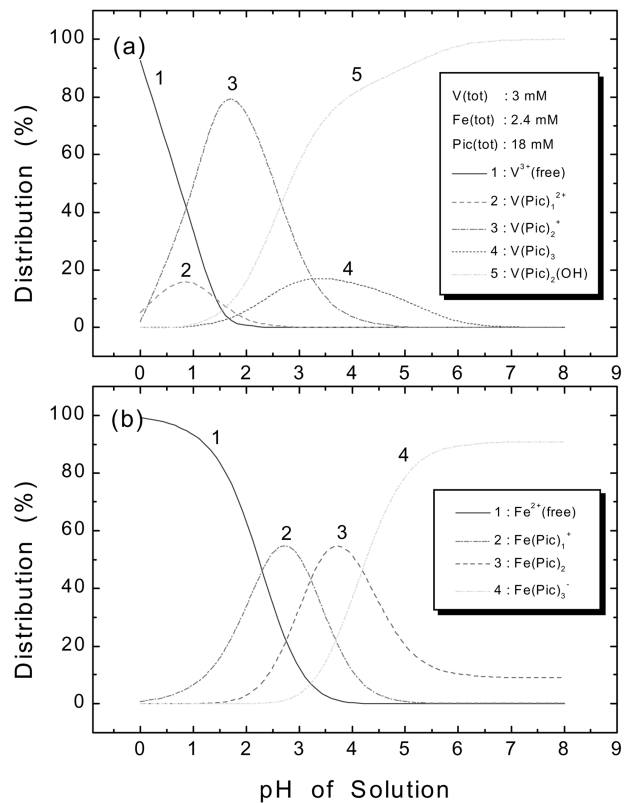 (a)
Distribution (%)
100
80
60
40
20
0
1
2
3
4
5
V(tot) : 3 mM
Fe(tot) : 2.4 mM
Pic(tot) : 18 mM
1 : V³⁺(free)
2 : V(Pic)₁²⁺
3 : V(Pic)₂⁺
4 : V(Pic)₃
5 : V(Pic)₂(OH)
0 1 2 3 4 5 6 7 8 9
(b)
Distribution (%)
100
80
60
40
20
0
1
2
3
4
1 : Fe²⁺(free)
2 : Fe(Pic)₁⁺
3 : Fe(Pic)₂
4 : Fe(Pic)₃⁻
0 1 2 3 4 5 6 7 8 9
pH of Solution